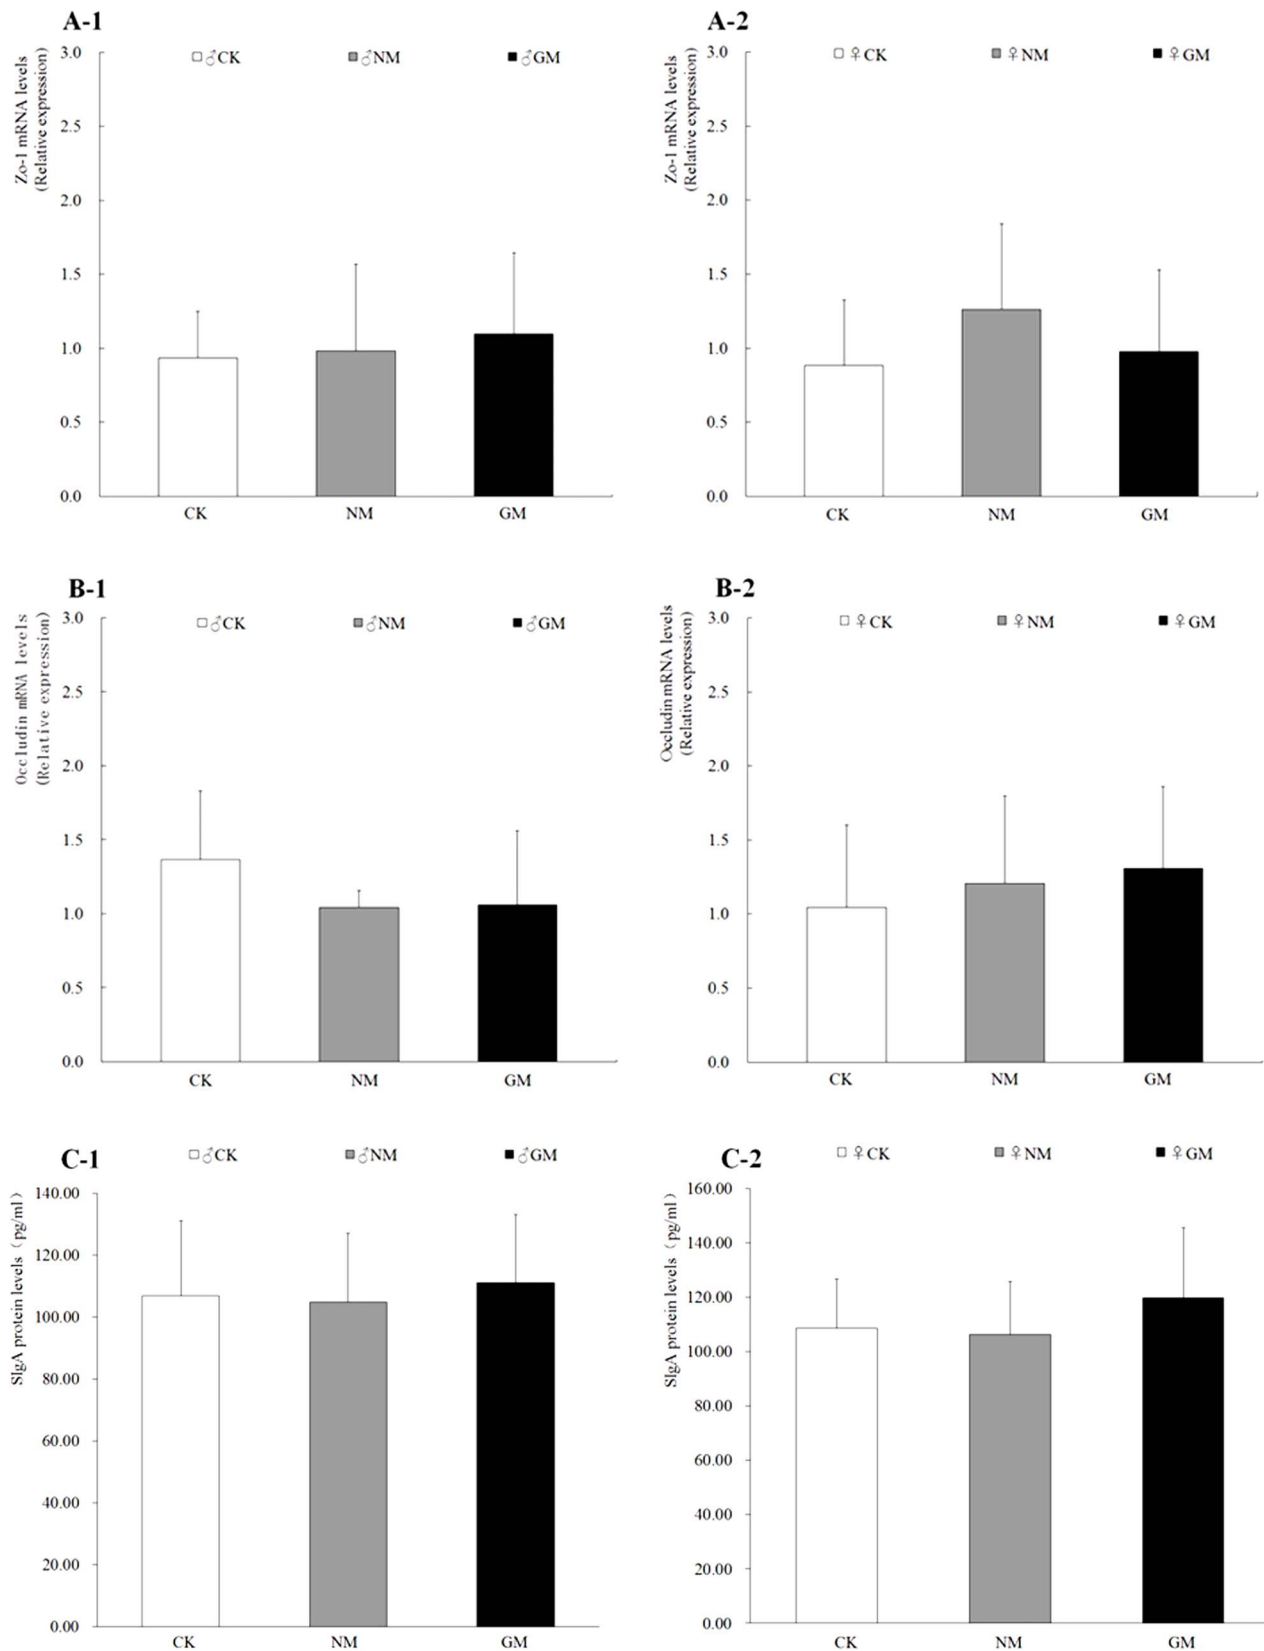 A-1
♂CK ♂NM ♂GM
Zo-1 mRNA levels
(Relative expression)
3.0
2.5
2.0
1.5
1.0
0.5
0.0
CK NM GM
A-2
♀CK ♀NM ♀GM
Zo-1 mRNA levels
(Relative expression)
3.0
2.5
2.0
1.5
1.0
0.5
0.0
CK NM GM
B-1
♂CK ♂NM ♂GM
Occludin mRNA levels
(Relative expression)
3.0
2.5
2.0
1.5
1.0
0.5
0.0
CK NM GM
B-2
♀CK ♀NM ♀GM
Occludin mRNA levels
(Relative expression)
3.0
2.5
2.0
1.5
1.0
0.5
0.0
CK NM GM
C-1
♂CK ♂NM ♂GM
SIgA protein levels（pg/ml）
140.00
120.00
100.00
80.00
60.00
40.00
20.00
0.00
CK NM GM
C-2
♀CK ♀NM ♀GM
SIgA protein levels（pg/ml）
160.00
140.00
120.00
100.00
80.00
60.00
40.00
20.00
0.00
CK NM GM